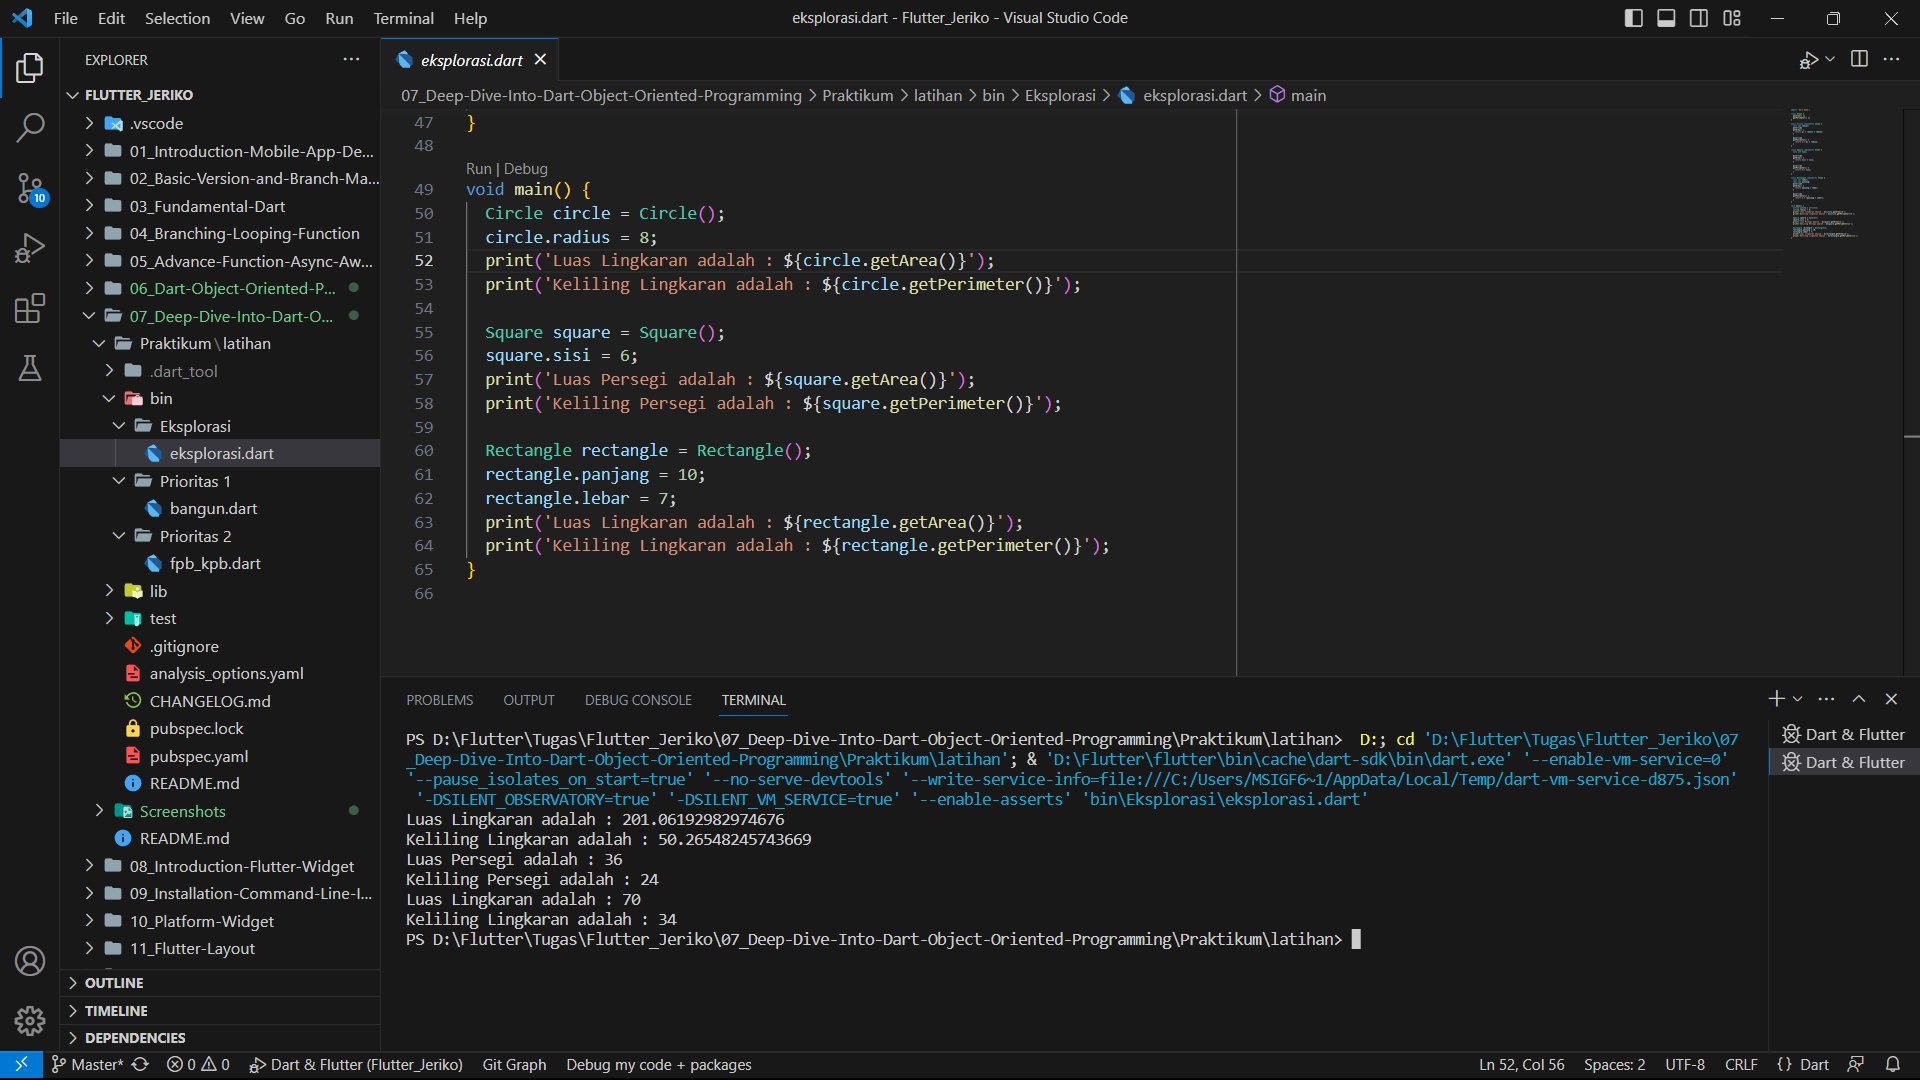 File Edit Selection View Go Run Terminal Help
eksplorasi.dart - Flutter_Jeriko - Visual Studio Code
EXPLORER
FLUTTER_JERIKO
.vscode
01_Introduction-Mobile-App-De...
02_Basic-Version-and-Branch-Ma...
03_Fundamental-Dart
04_Branching-Looping-Function
05_Advance-Function-Async-Aw...
06_Dart-Object-Oriented-P...
07_Deep-Dive-Into-Dart-O...
Praktikum\latihan
.dart_tool
bin
Eksplorasi
eksplorasi.dart
Prioritas 1
bangun.dart
Prioritas 2
fpb_kpb.dart
lib
test
.gitignore
analysis_options.yaml
CHANGELOG.md
pubspec.lock
pubspec.yaml
README.md
Screenshots
README.md
08_Introduction-Flutter-Widget
09_Installation-Command-Line-I...
10_Platform-Widget
11_Flutter-Layout
OUTLINE
TIMELINE
DEPENDENCIES
10
eksplorasi.dart
07_Deep-Dive-Into-Dart-Object-Oriented-Programming > Praktikum > latihan > bin > Eksplorasi > eksplorasi.dart > main
47 }
48
Run | Debug
49 void main() {
50 Circle circle = Circle();
51 circle.radius = 8;
52 print('Luas Lingkaran adalah : ${circle.getArea()}');
53 print('Keliling Lingkaran adalah : ${circle.getPerimeter()}');
54
55 Square square = Square();
56 square.sisi = 6;
57 print('Luas Persegi adalah : ${square.getArea()}');
58 print('Keliling Persegi adalah : ${square.getPerimeter()}');
59
60 Rectangle rectangle = Rectangle();
61 rectangle.panjang = 10;
62 rectangle.lebar = 7;
63 print('Luas Lingkaran adalah : ${rectangle.getArea()}');
64 print('Keliling Lingkaran adalah : ${rectangle.getPerimeter()}');
65 }
66
PROBLEMS OUTPUT DEBUG CONSOLE TERMINAL
PS D:\Flutter\Tugas\Flutter_Jeriko\07_Deep-Dive-Into-Dart-Object-Oriented-Programming\Praktikum\latihan> D:; cd 'D:\Flutter\Tugas\Flutter_Jeriko\07
_Deep-Dive-Into-Dart-Object-Oriented-Programming\Praktikum\latihan'; & 'D:\Flutter\flutter\bin\cache\dart-sdk\bin\dart.exe' '--enable-vm-service=0'
'--pause_isolates_on_start=true' '--no-serve-devtools' '--write-service-info=file:///C:/Users/MSIGF6~1/AppData/Local/Temp/dart-vm-service-d875.json'
'-DSILENT_OBSERVATORY=true' '-DSILENT_VM_SERVICE=true' '--enable-asserts' 'bin\Eksplorasi\eksplorasi.dart'
Luas Lingkaran adalah : 201.06192982974676
Keliling Lingkaran adalah : 50.26548245743669
Luas Persegi adalah : 36
Keliling Persegi adalah : 24
Luas Lingkaran adalah : 70
Keliling Lingkaran adalah : 34
PS D:\Flutter\Tugas\Flutter_Jeriko\07_Deep-Dive-Into-Dart-Object-Oriented-Programming\Praktikum\latihan>
Dart & Flutter
Dart & Flutter
Master* 0 0 Dart & Flutter (Flutter_Jeriko) Git Graph Debug my code + packages
Ln 52, Col 56 Spaces: 2 UTF-8 CRLF {} Dart